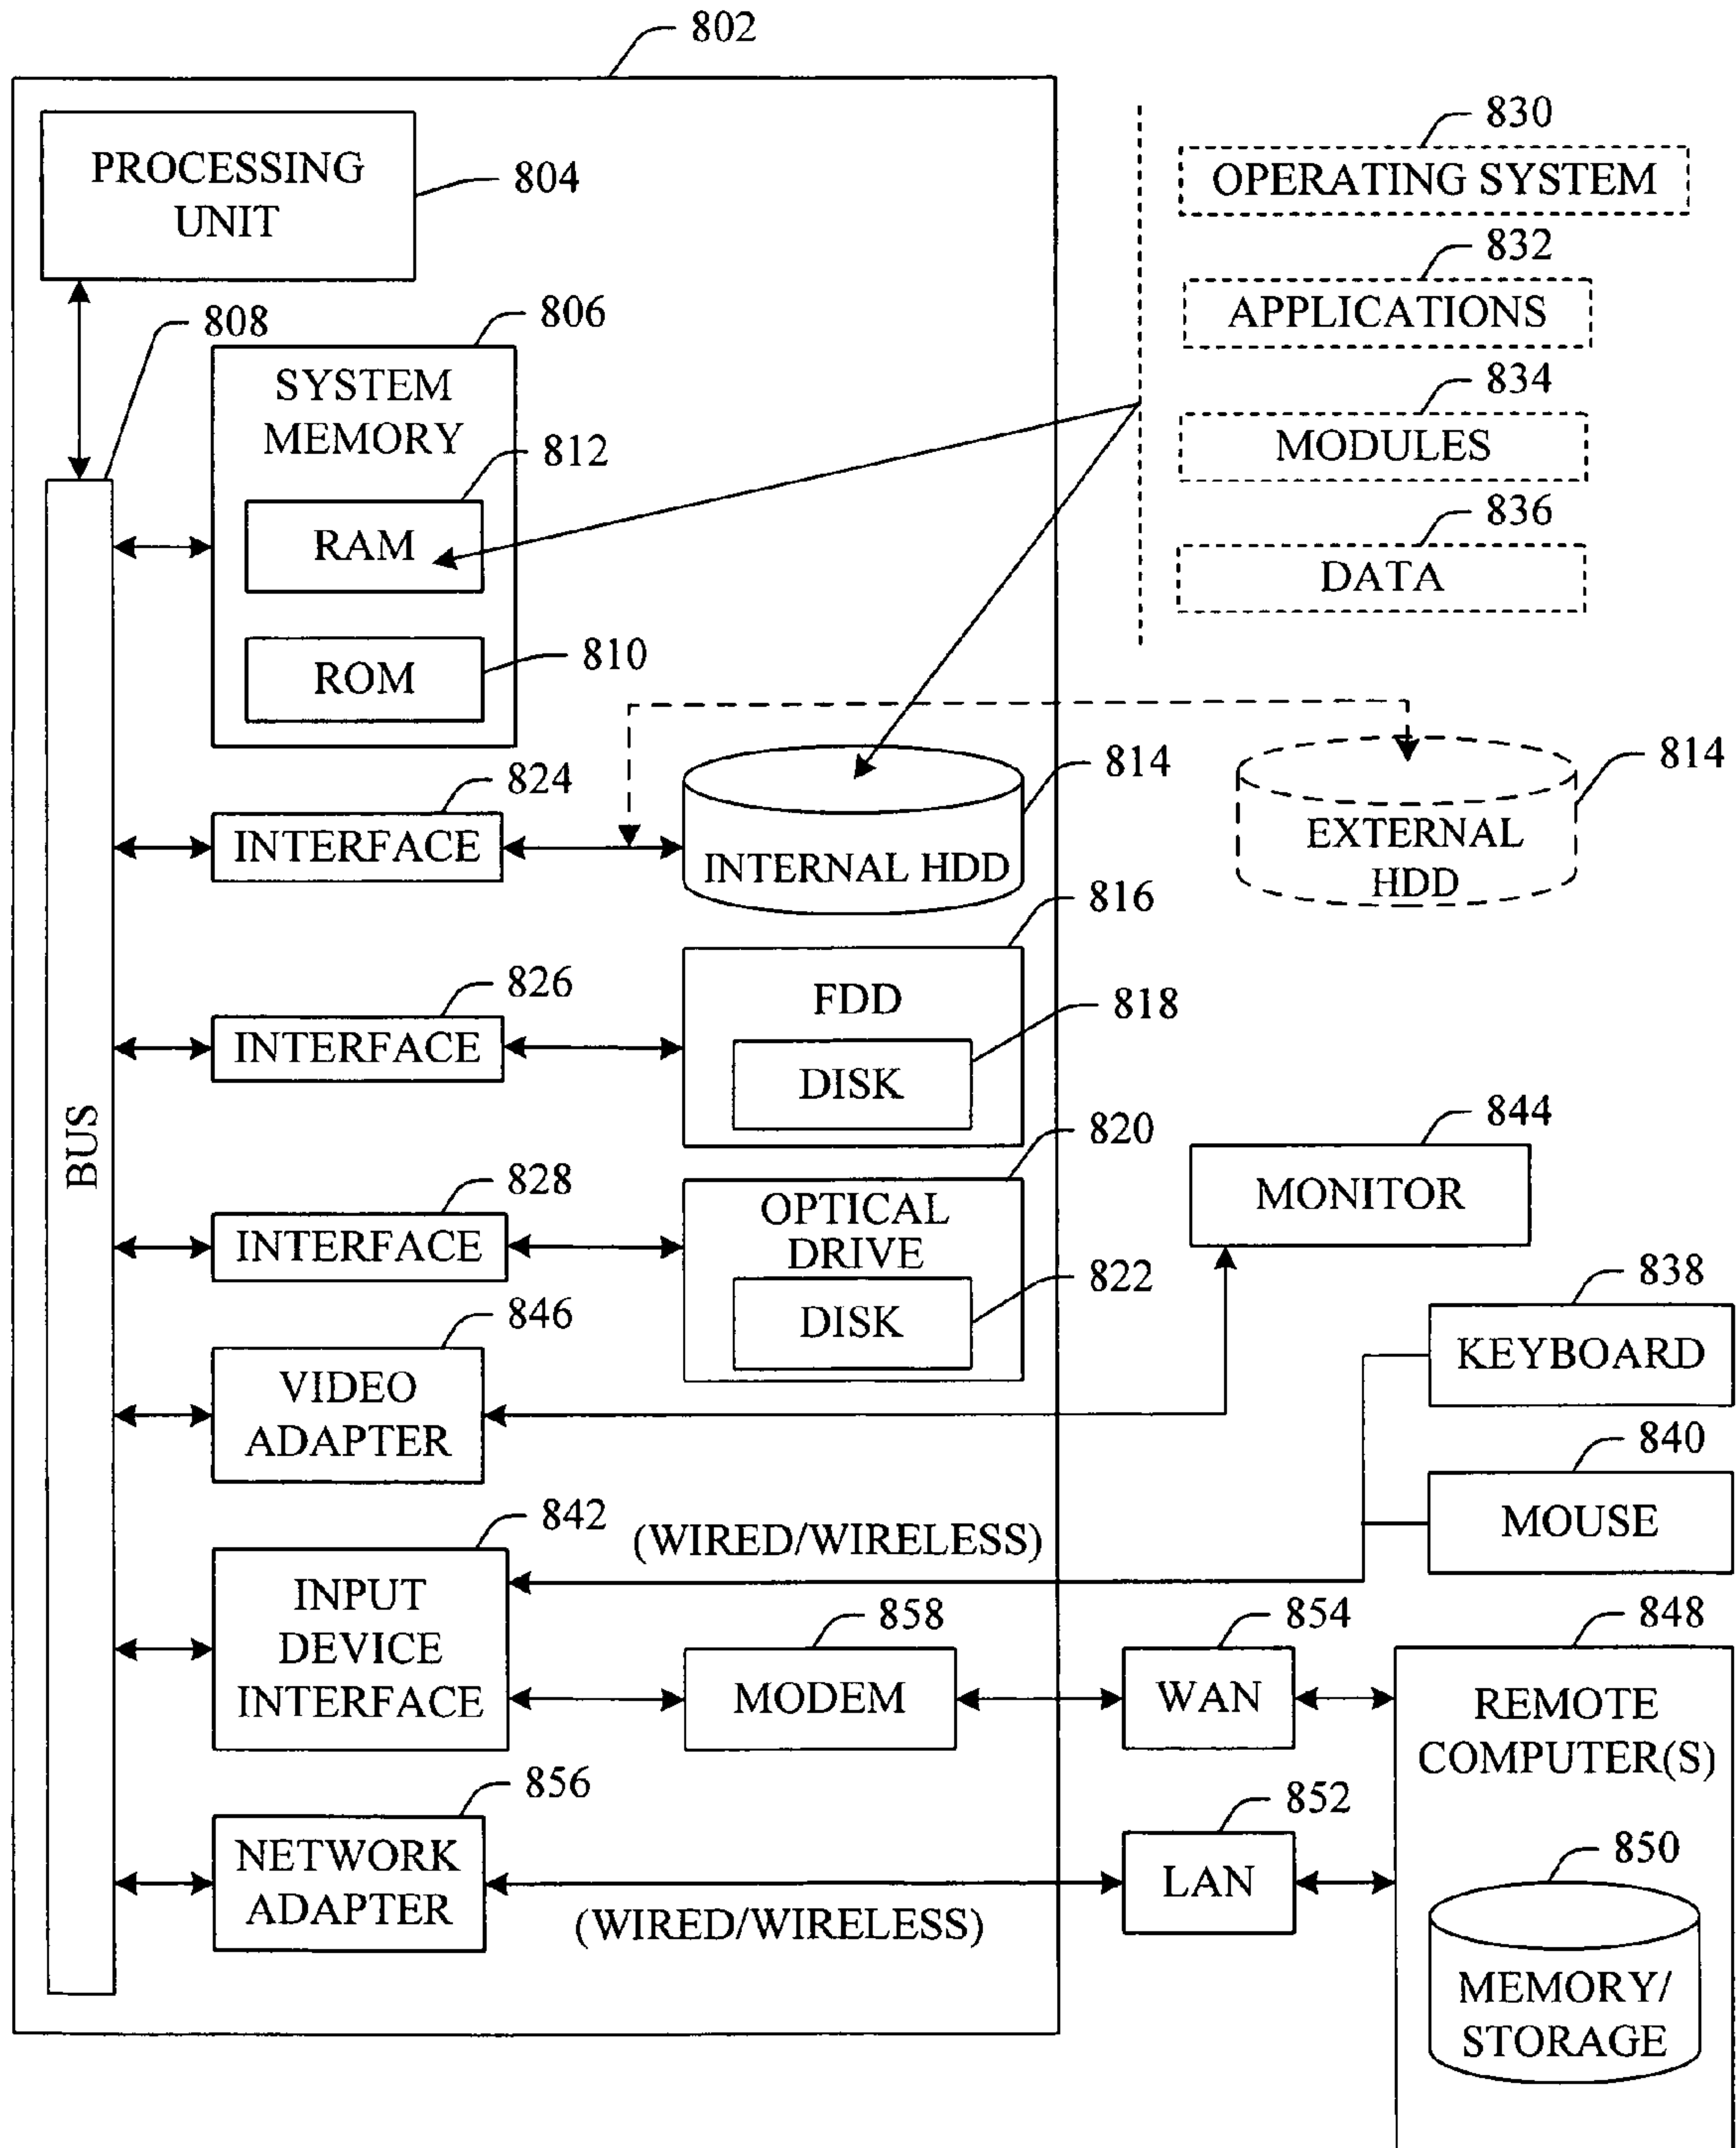 802
PROCESSING
UNIT
804
808
806
SYSTEM
MEMORY
812
RAM
ROM
810
830
OPERATING SYSTEM
832
APPLICATIONS
834
MODULES
836
DATA
824
INTERFACE
INTERNAL HDD
814
EXTERNAL
HDD
814
826
INTERFACE
816
FDD
818
DISK
BUS
828
INTERFACE
820
OPTICAL
DRIVE
822
DISK
844
MONITOR
846
VIDEO
ADAPTER
838
KEYBOARD
840
MOUSE
842
INPUT
DEVICE
INTERFACE
(WIRED/WIRELESS)
858
MODEM
854
WAN
848
REMOTE
COMPUTER(S)
856
NETWORK
ADAPTER
(WIRED/WIRELESS)
852
LAN
850
MEMORY/
STORAGE